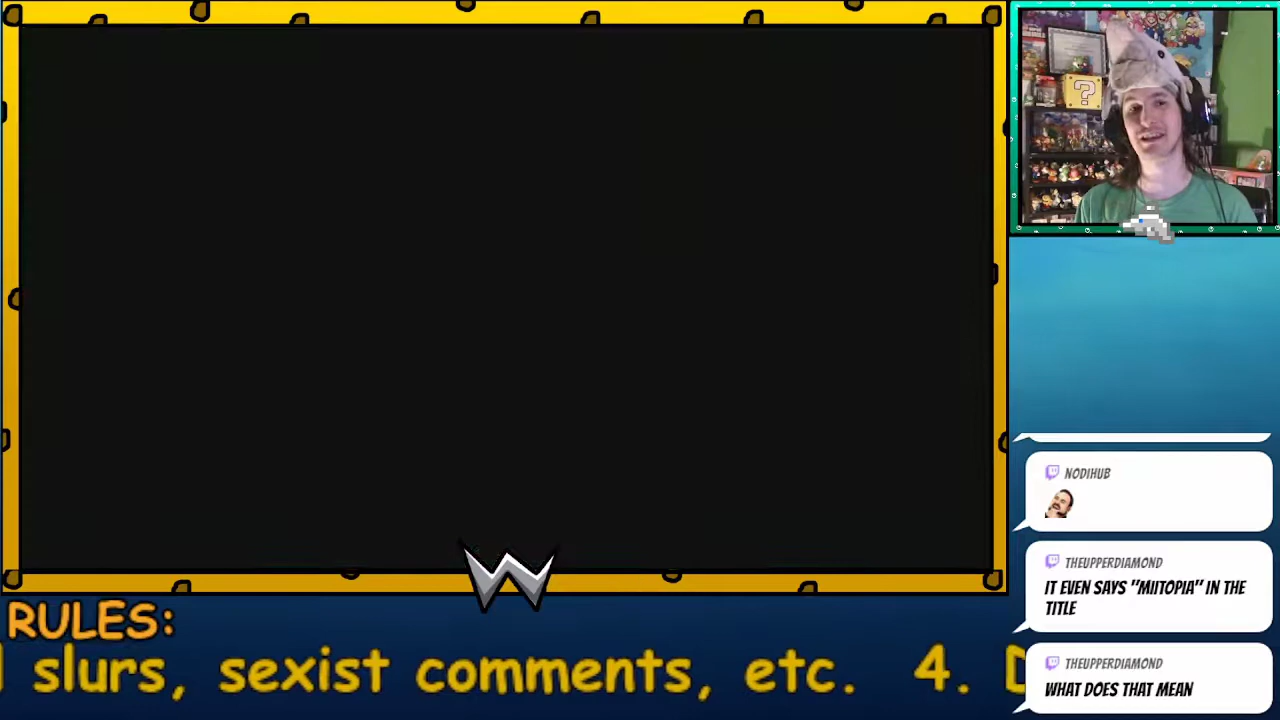 ?
NODIHUB
THEUPPERDIAMOND
IT EVEN SAYS "MIITOPIA" IN THE
TITLE
THEUPPERDIAMOND
WHAT DOES THAT MEAN
W
RULES:
slurs, sexist comments, etc. 4.